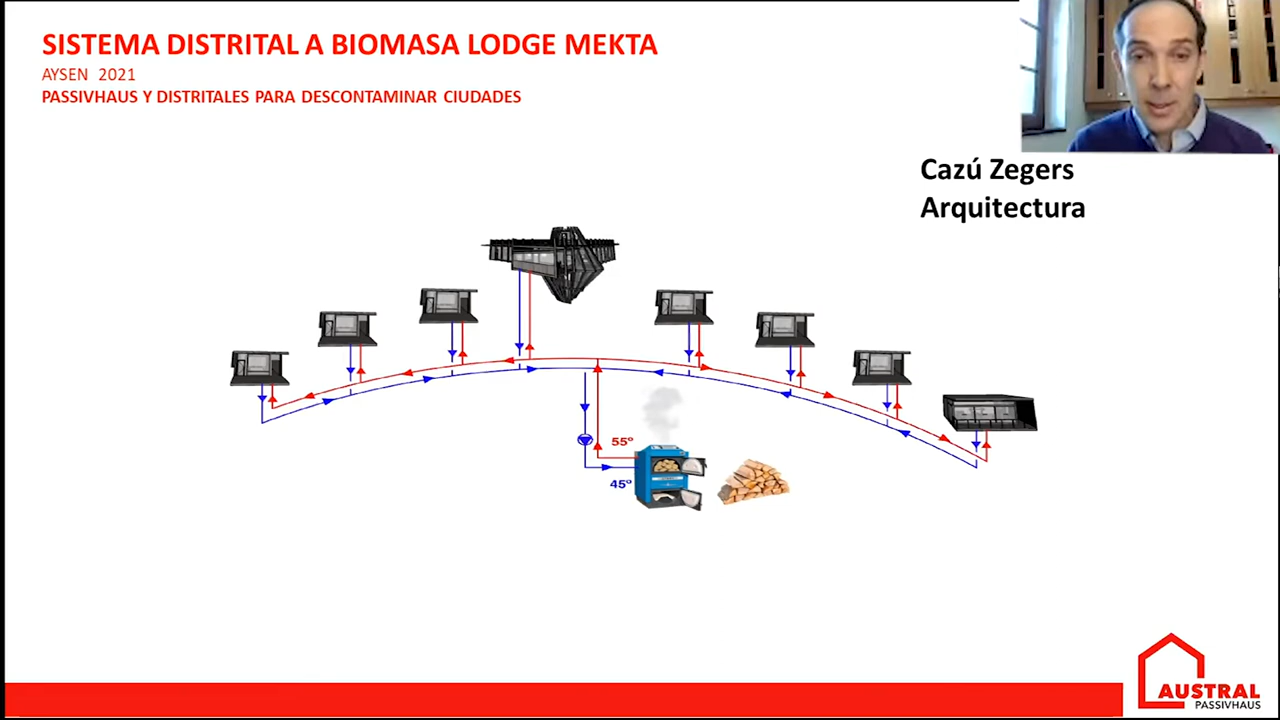 SISTEMA DISTRITAL A BIOMASA LODGE MEKTA
AYSEN 2021
PASSIVHAUS Y DISTRITALES PARA DESCONTAMINAR CIUDADES
Cazú Zegers
Arquitectura
55º
45º
AUSTRAL
PASSIVHAUS